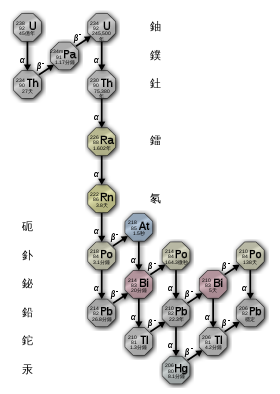 238 92 U 45億年
β-
234 92 U 245,500年
鈾
234m 91 Pa 1.17分鐘
鏷
α
β-
α
234 90 Th 27天
230 90 Th 75,380年
釷
α
226 88 Ra 1,602年
鐳
α
222 86 Rn 3.8天
氡
α
砈
β-
218 85 At 1.5秒
釙
218 84 Po 3.1分鐘
α
β-
214 84 Po 164.3微秒
β-
210 84 Po 138天
鉍
α
β-
214 83 Bi 20分鐘
α
β-
210 83 Bi 5天
α
鉛
214 82 Pb 26.8分鐘
α
β-
210 82 Pb 22.3年
α
β-
206 82 Pb 穩定
鉈
210 81 Tl 1.3分鐘
α
β-
206 81 Tl 4.2分鐘
汞
206 80 Hg 8.1分鐘